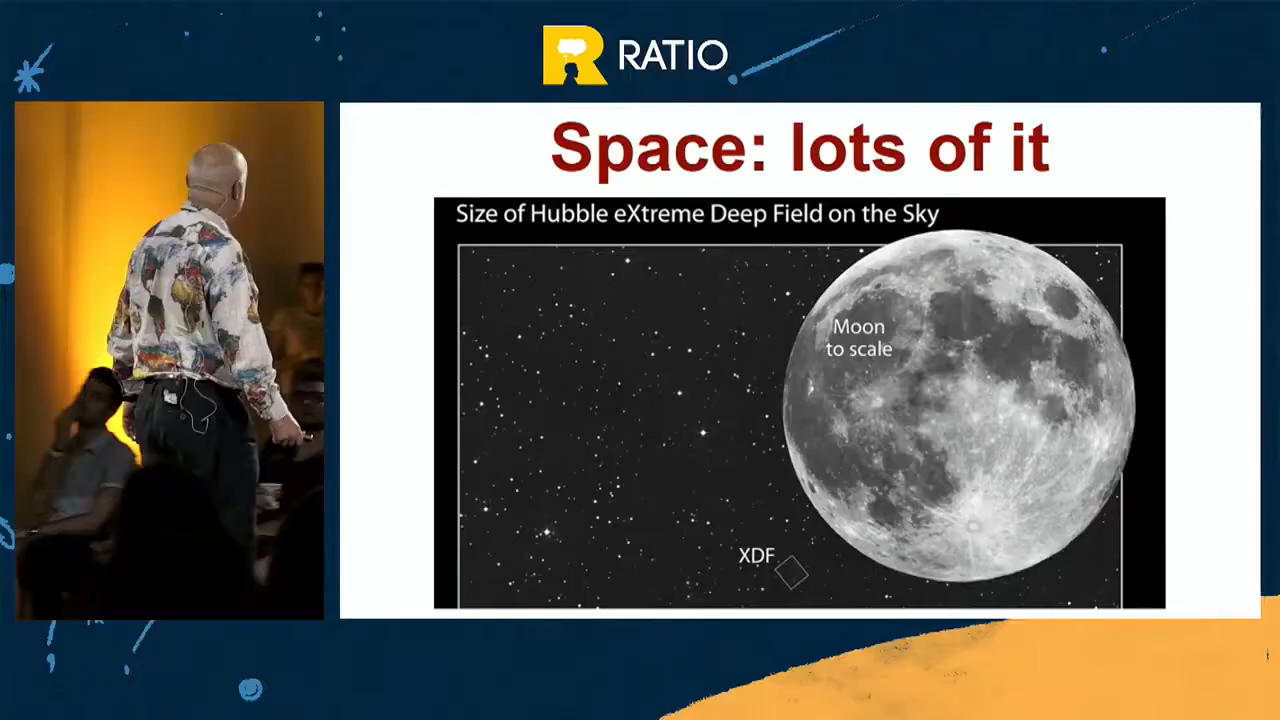 RATIO
Space: lots of it
Size of Hubble eXtreme Deep Field on the Sky
Moon
to scale
XDF